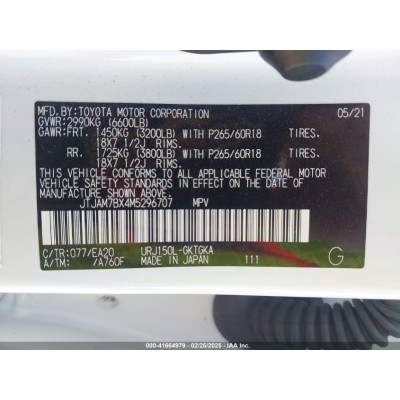 MFD.BY:TOYOTA MOTOR CORPORATION 05/21
GVWR:2990KG (6600LB)
GAWR:FRT. 1450KG (3200LB) WITH P265/60R18 TIRES.
18X7 1/2J RIMS.
RR. 1725KG (3800LB) WITH P265/60R18 TIRES.
18X7 1/2J RIMS.
THIS VEHICLE CONFORMS TO ALL APPLICABLE FEDERAL MOTOR
VEHICLE SAFETY STANDARDS IN EFFECT ON THE DATE OF
MANUFACTURE SHOWN ABOVE.
JTJAM7BX4M5296707 MPV
C/TR:077/EA20 URJ150L-GKTGKA
A/TM: /A760F MADE IN JAPAN 111 G
000-41664979 02/25/2025 IAA, Inc.